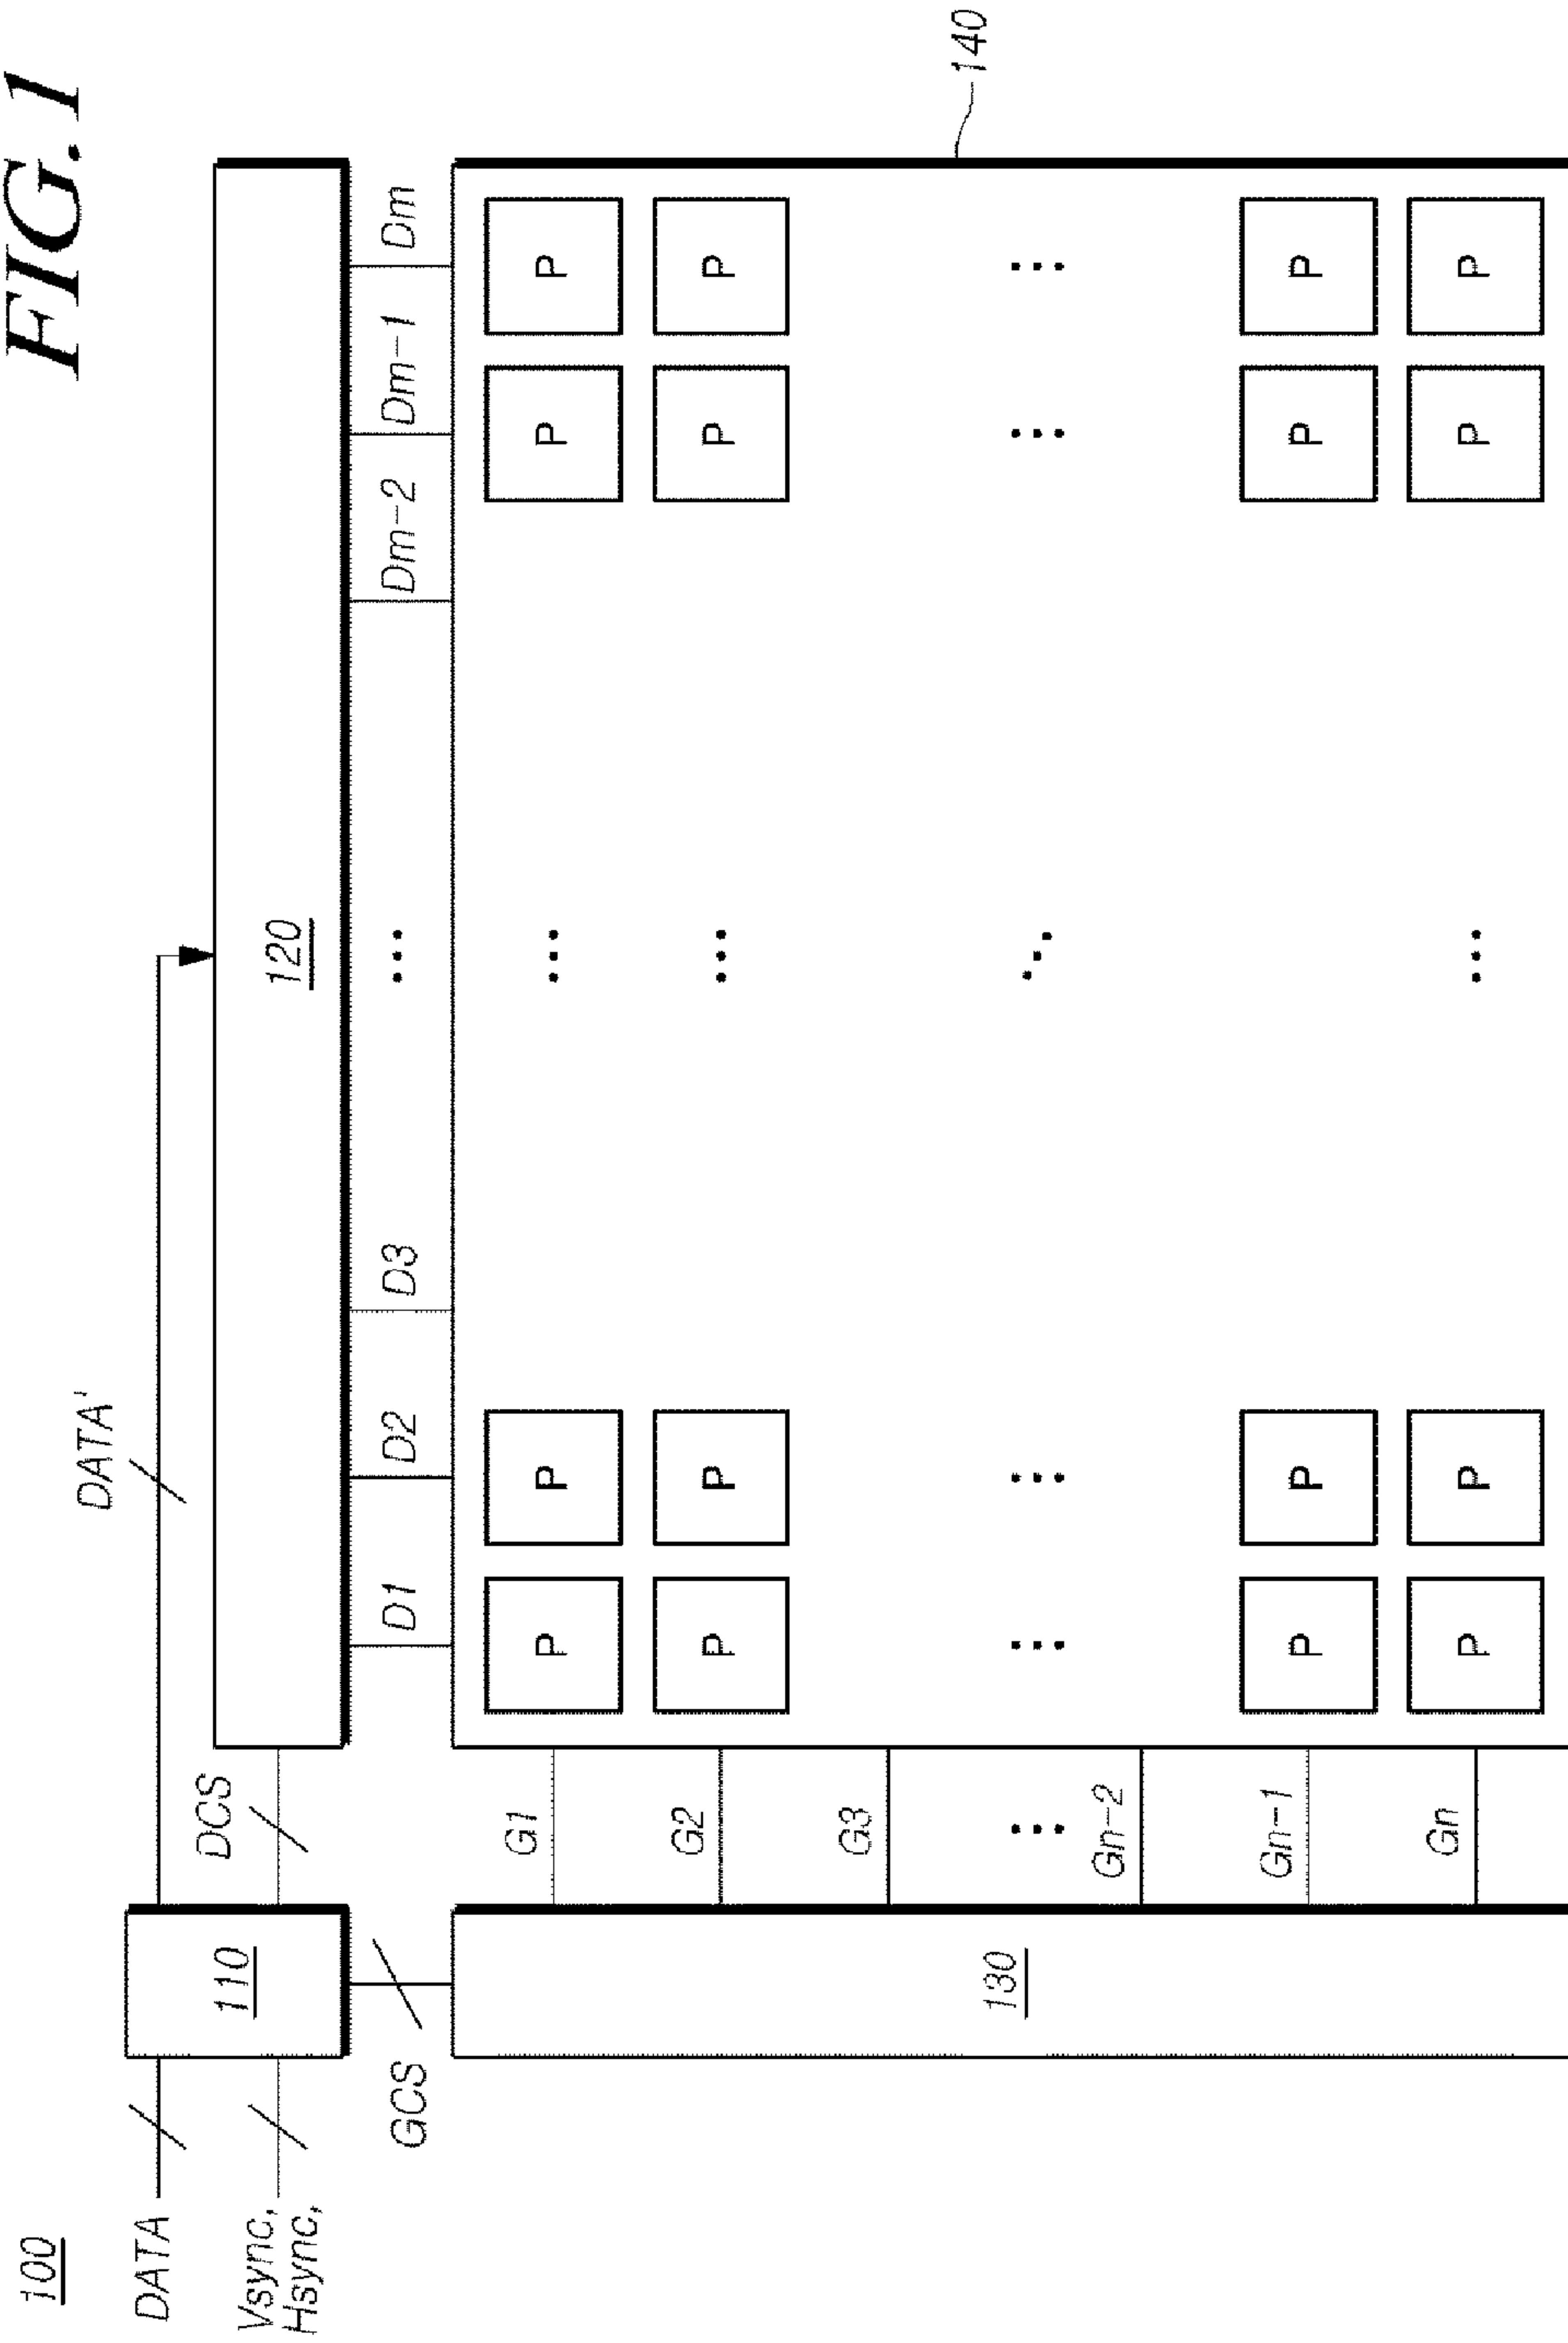 FIG. 1
100
DATA
Vsync,
Hsync,
110
DATA'
DCS
GCS
120
D1 D2 D3 ... Dm-2 Dm-1 Dm
130
140
G1
P P ... P P
G2
P P ... P P
G3
... ... ... ... ...
Gn-2
Gn-1
P P P P
Gn
P P ... P P